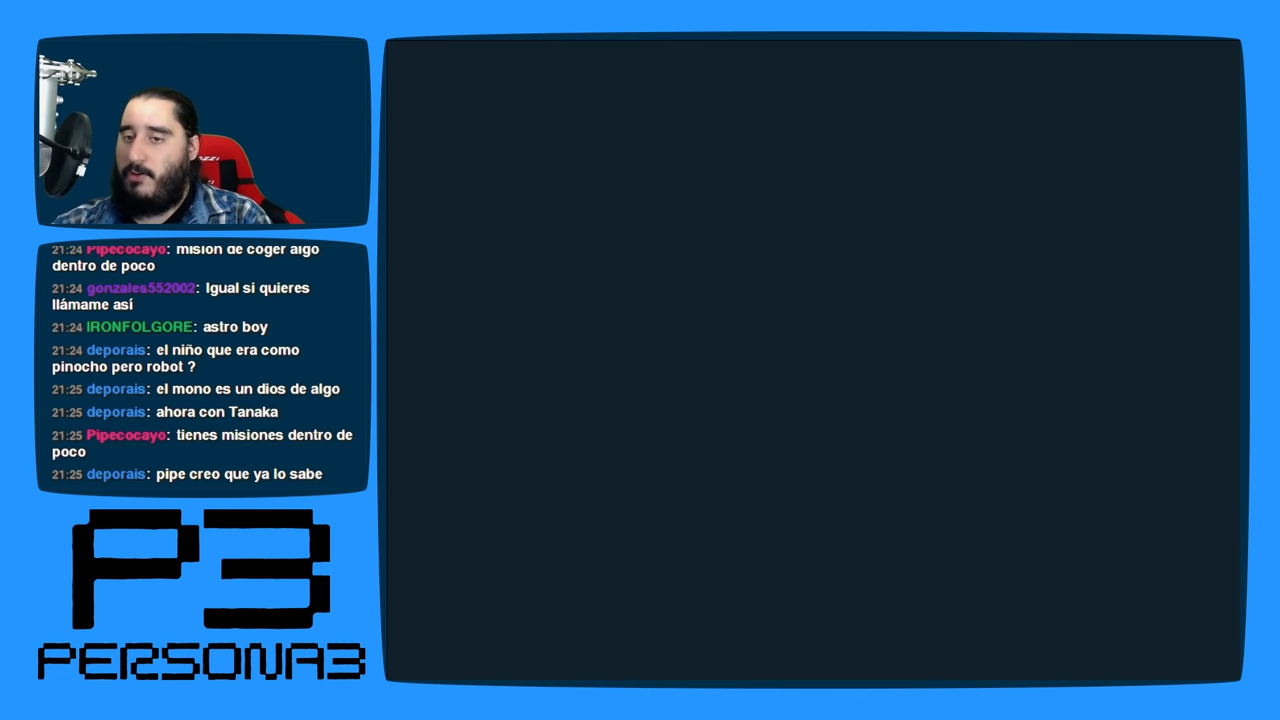 21:24 Pipecocayo: misión de coger algo
dentro de poco
21:24 gonzales552002: Igual si quieres
llámame así
21:24 IRONFOLGORE: astro boy
21:24 deporais: el niño que era como
pinocho pero robot ?
21:25 deporais: el mono es un dios de algo
21:25 deporais: ahora con Tanaka
21:25 Pipecocayo: tienes misiones dentro de
poco
21:25 deporais: pipe creo que ya lo sabe
P3
PERSONA3